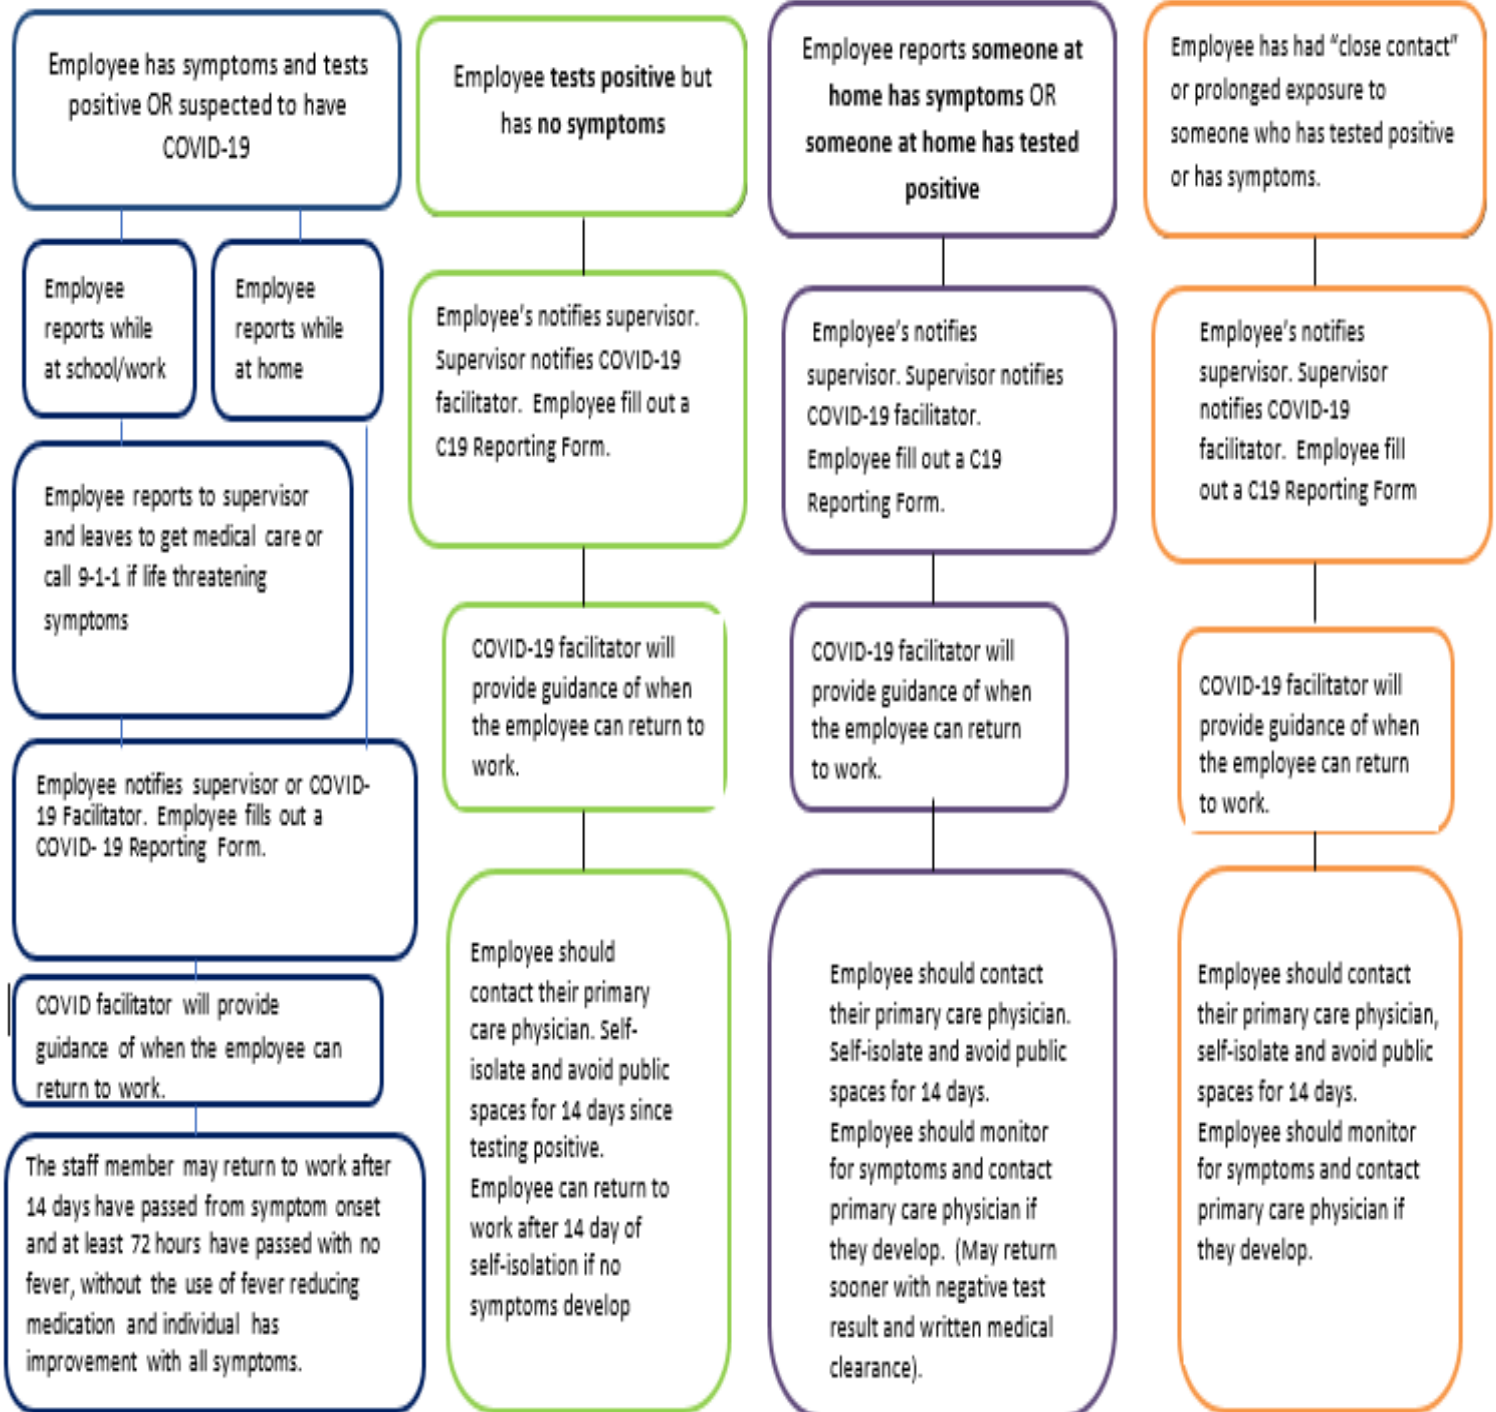 Employee has symptoms and tests
positive OR suspected to have
COVID-19
Employee
reports while
at school/work
Employee
reports while
at home
Employee reports to supervisor
and leaves to get medical care or
call 9-1-1 if life threatening
symptoms
Employee notifies supervisor or COVID-
19 Facilitator. Employee fills out a
COVID- 19 Reporting Form.
COVID facilitator will provide
guidance of when the employee can
return to work.
The staff member may return to work after
14 days have passed from symptom onset
and at least 72 hours have passed with no
fever, without the use of fever reducing
medication and individual has
improvement with all symptoms.
Employee tests positive but
has no symptoms
Employee's notifies supervisor.
Supervisor notifies COVID-19
facilitator. Employee fill out a
C19 Reporting Form.
COVID-19 facilitator will
provide guidance of when
the employee can return to
work.
Employee should
contact their primary
care physician. Self-
isolate and avoid public
spaces for 14 days since
testing positive.
Employee can return to
work after 14 day of
self-isolation if no
symptoms develop
Employee reports someone at
home has symptoms OR
someone at home has tested
positive
Employee's notifies
supervisor. Supervisor notifies
COVID-19 facilitator.
Employee fill out a C19
Reporting Form.
COVID-19 facilitator will
provide guidance of when
the employee can return
to work.
Employee should contact
their primary care physician.
Self-isolate and avoid public
spaces for 14 days.
Employee should monitor
for symptoms and contact
primary care physician if
they develop. (May return
sooner with negative test
result and written medical
clearance).
Employee has had “close contact”
or prolonged exposure to
someone who has tested positive
or has symptoms.
Employee's notifies
supervisor. Supervisor
notifies COVID-19
facilitator. Employee fill
out a C19 Reporting Form
COVID-19 facilitator will
provide guidance of when
the employee can return
to work.
Employee should contact
their primary care physician,
self-isolate and avoid public
spaces for 14 days.
Employee should monitor
for symptoms and contact
primary care physician if
they develop.